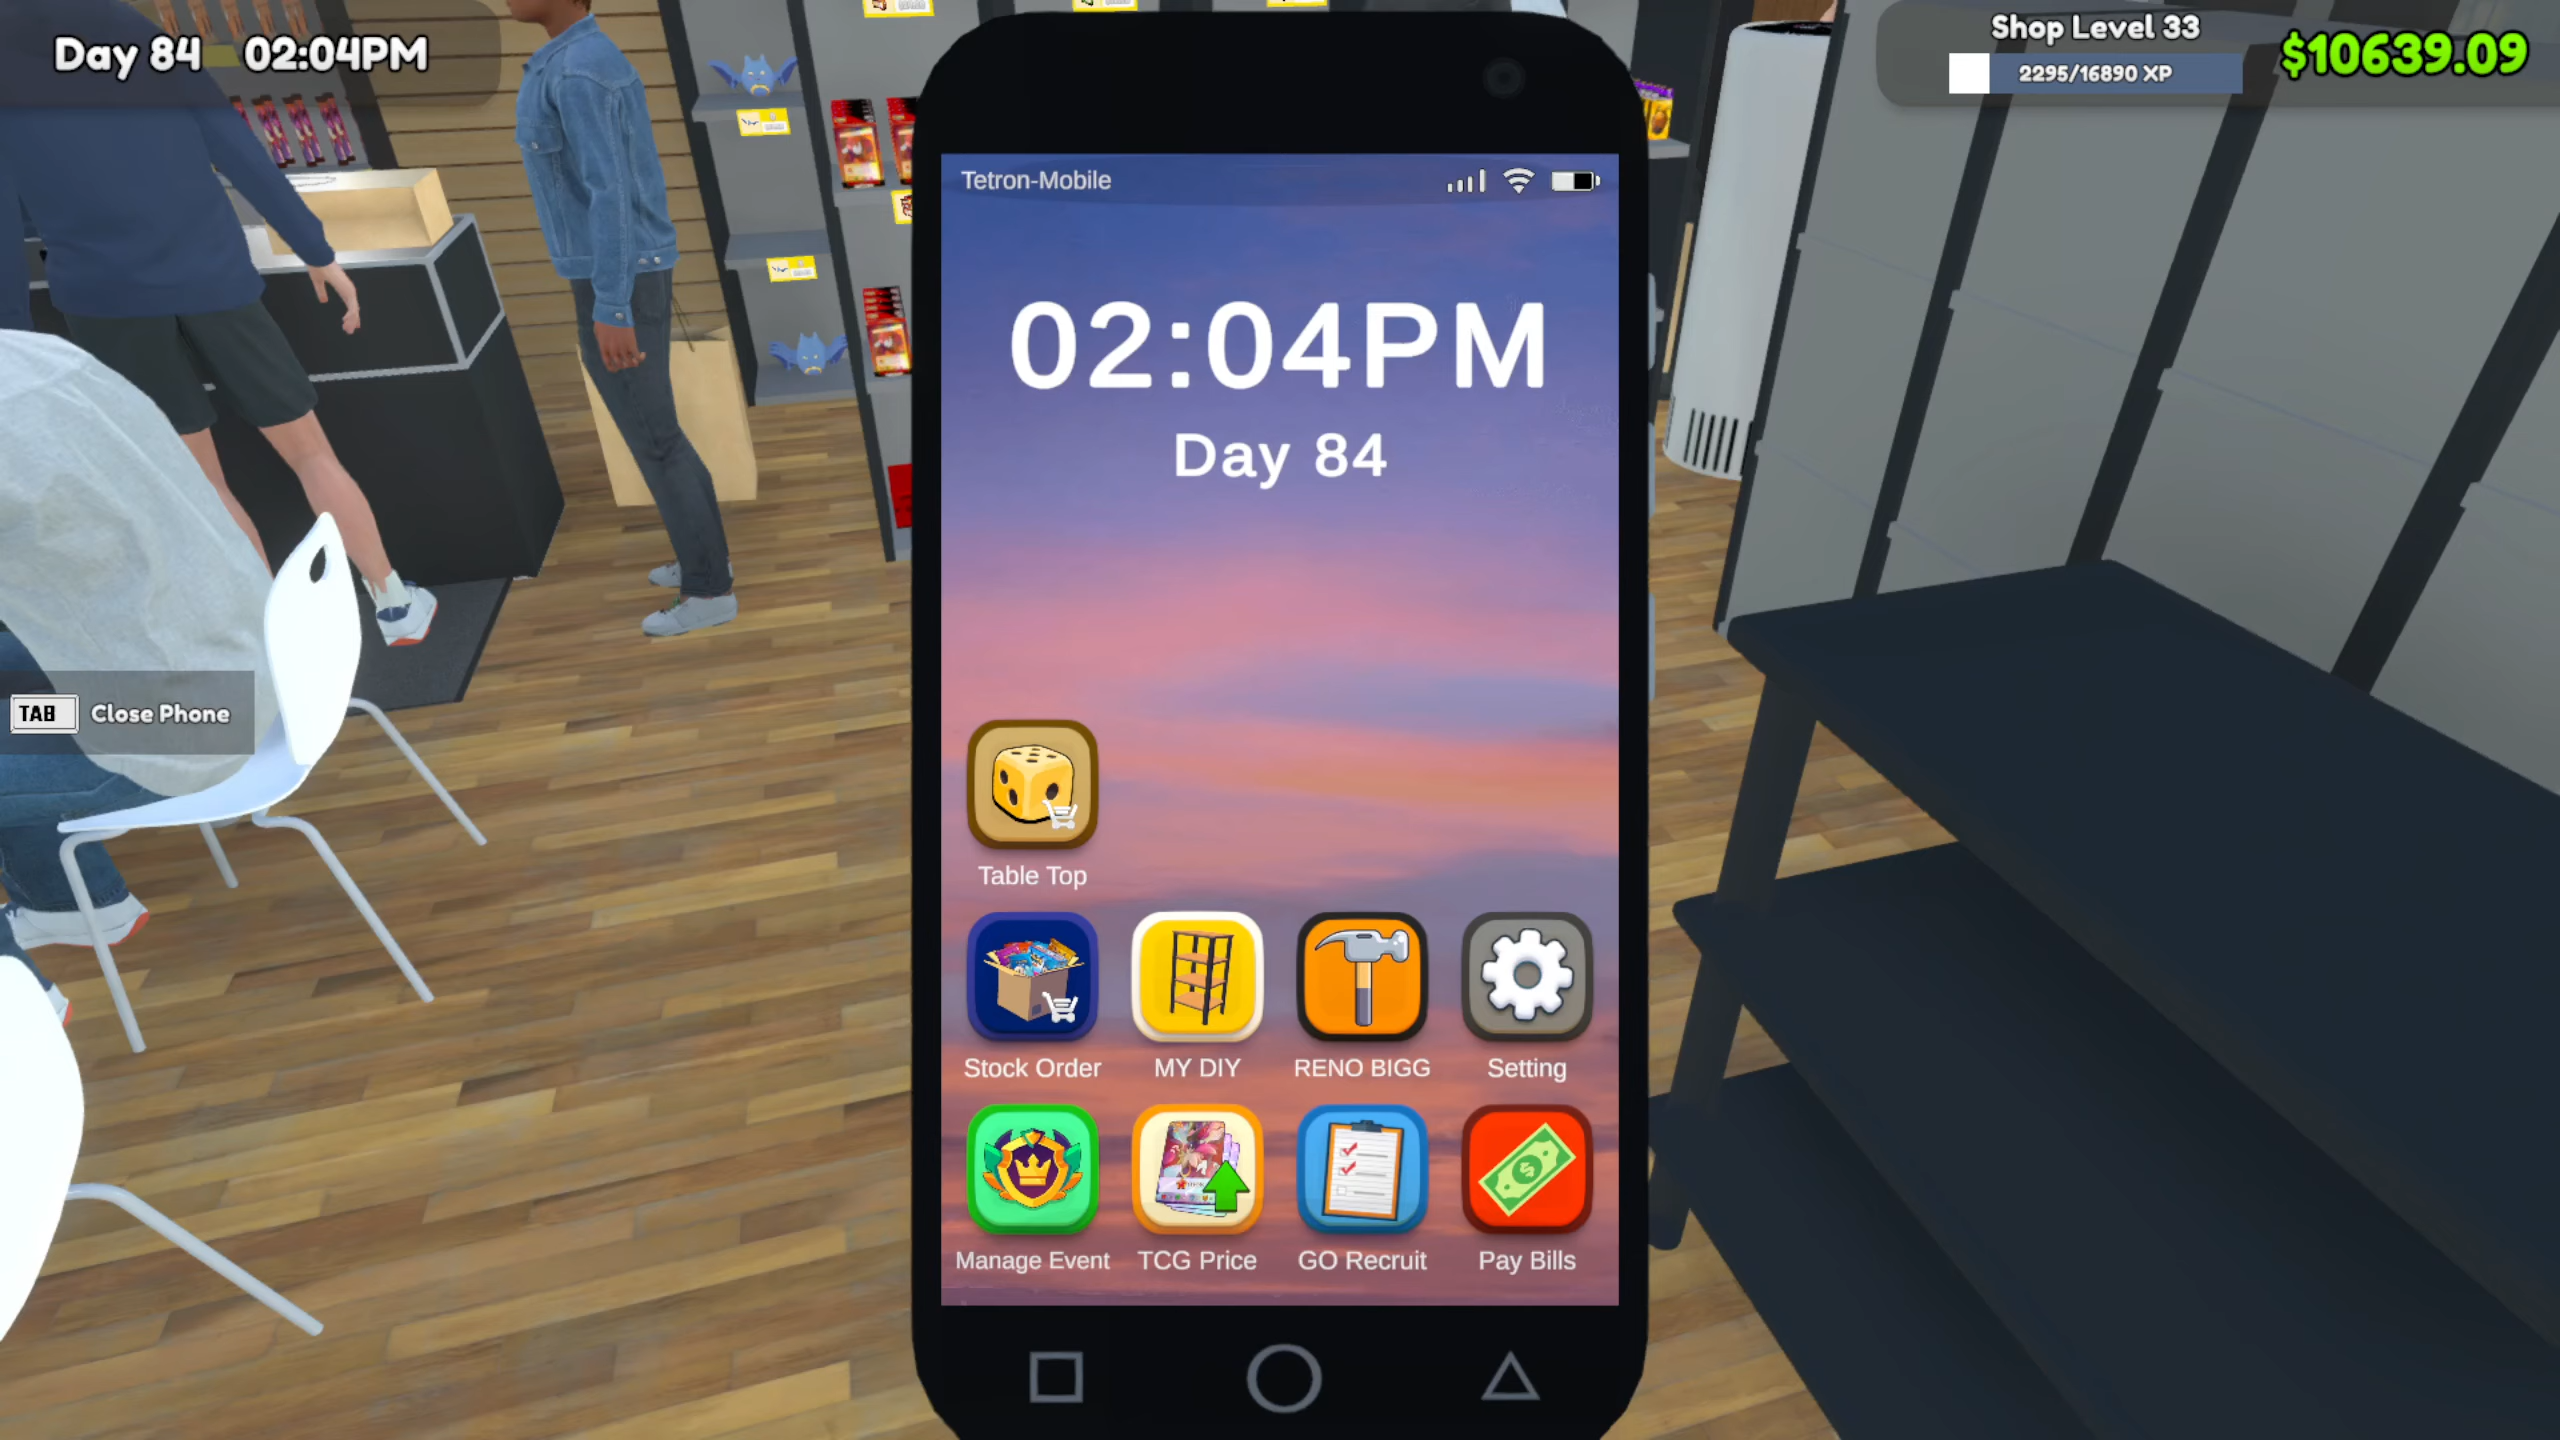 Day 84 02:04PM
Shop Level 33
2295/16890 XP
$10639.09
Tetron-Mobile
02:04PM
Day 84
TAB Close Phone
Table Top
Stock Order MY DIY RENO BIGG Setting
Manage Event TCG Price GO Recruit Pay Bills